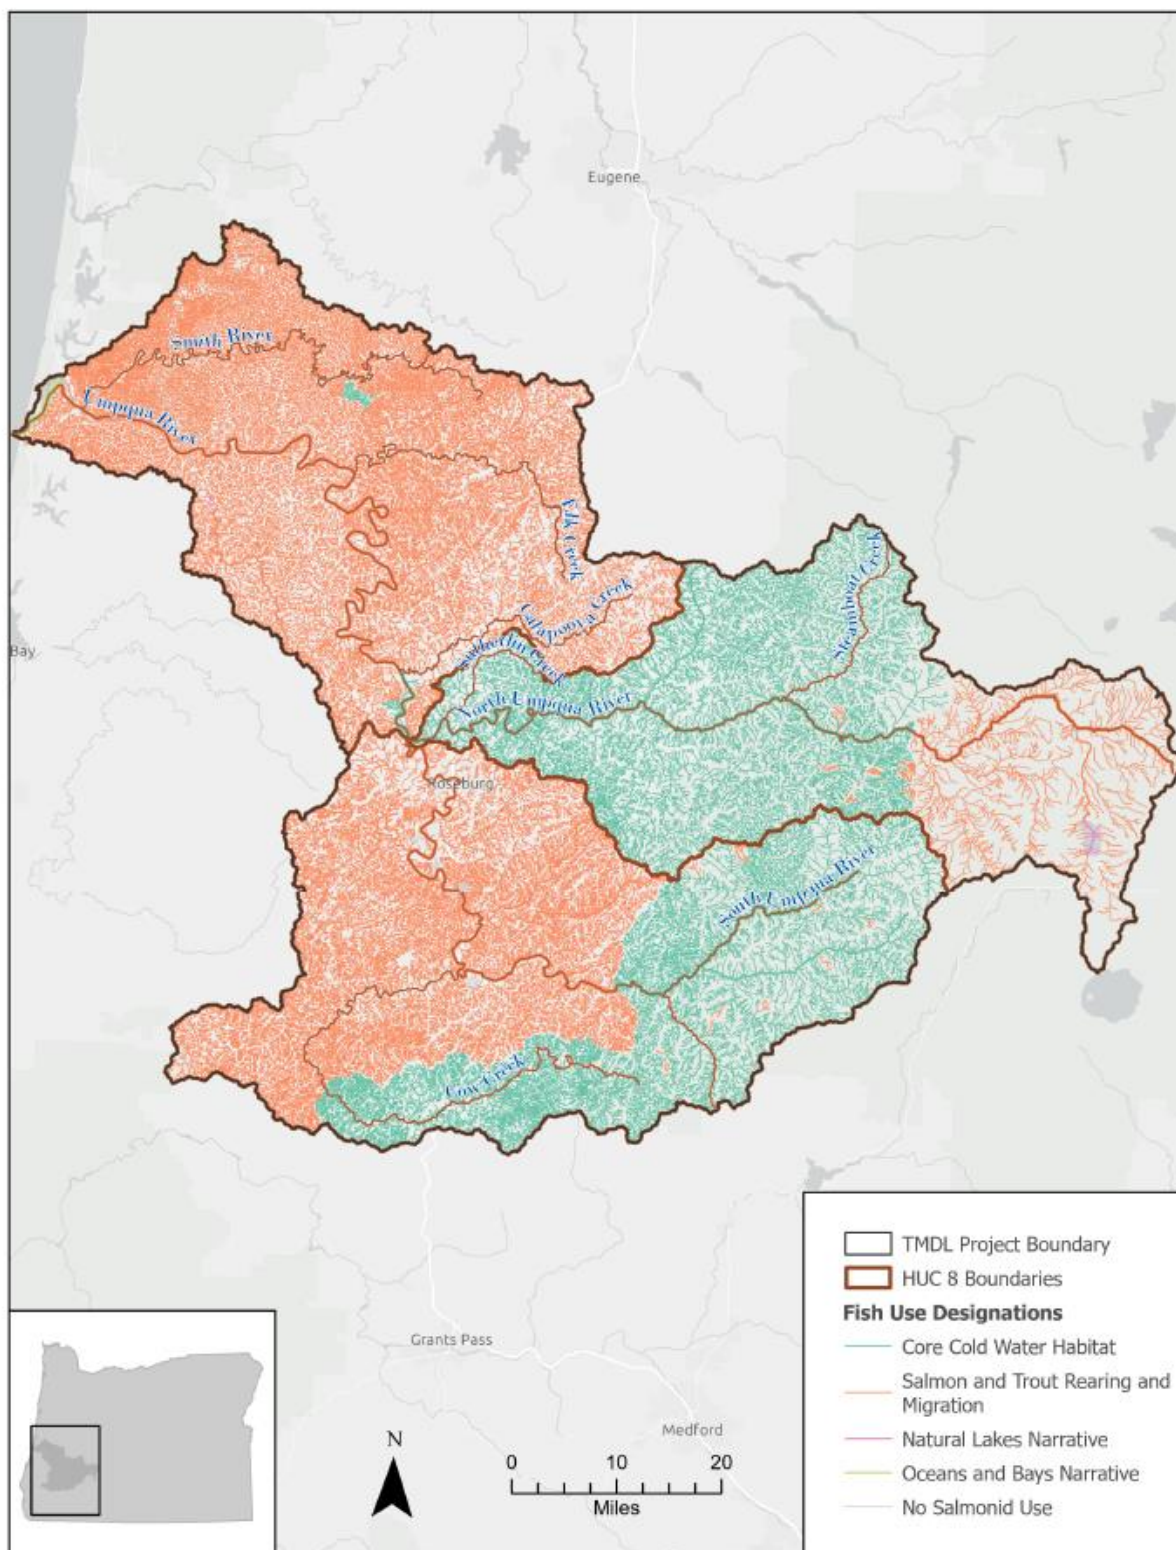 Eugene
Smith River
Umpqua River
Elk Creek
Steamboat Creek
Calapooya Creek
Bay
Sutherlin Creek
North Umpqua River
Roseburg
South Umpqua River
Cow Creek
Grants Pass
Medford
N
0 10 20
Miles
TMDL Project Boundary
HUC 8 Boundaries
Fish Use Designations
Core Cold Water Habitat
Salmon and Trout Rearing and
Migration
Natural Lakes Narrative
Oceans and Bays Narrative
No Salmonid Use